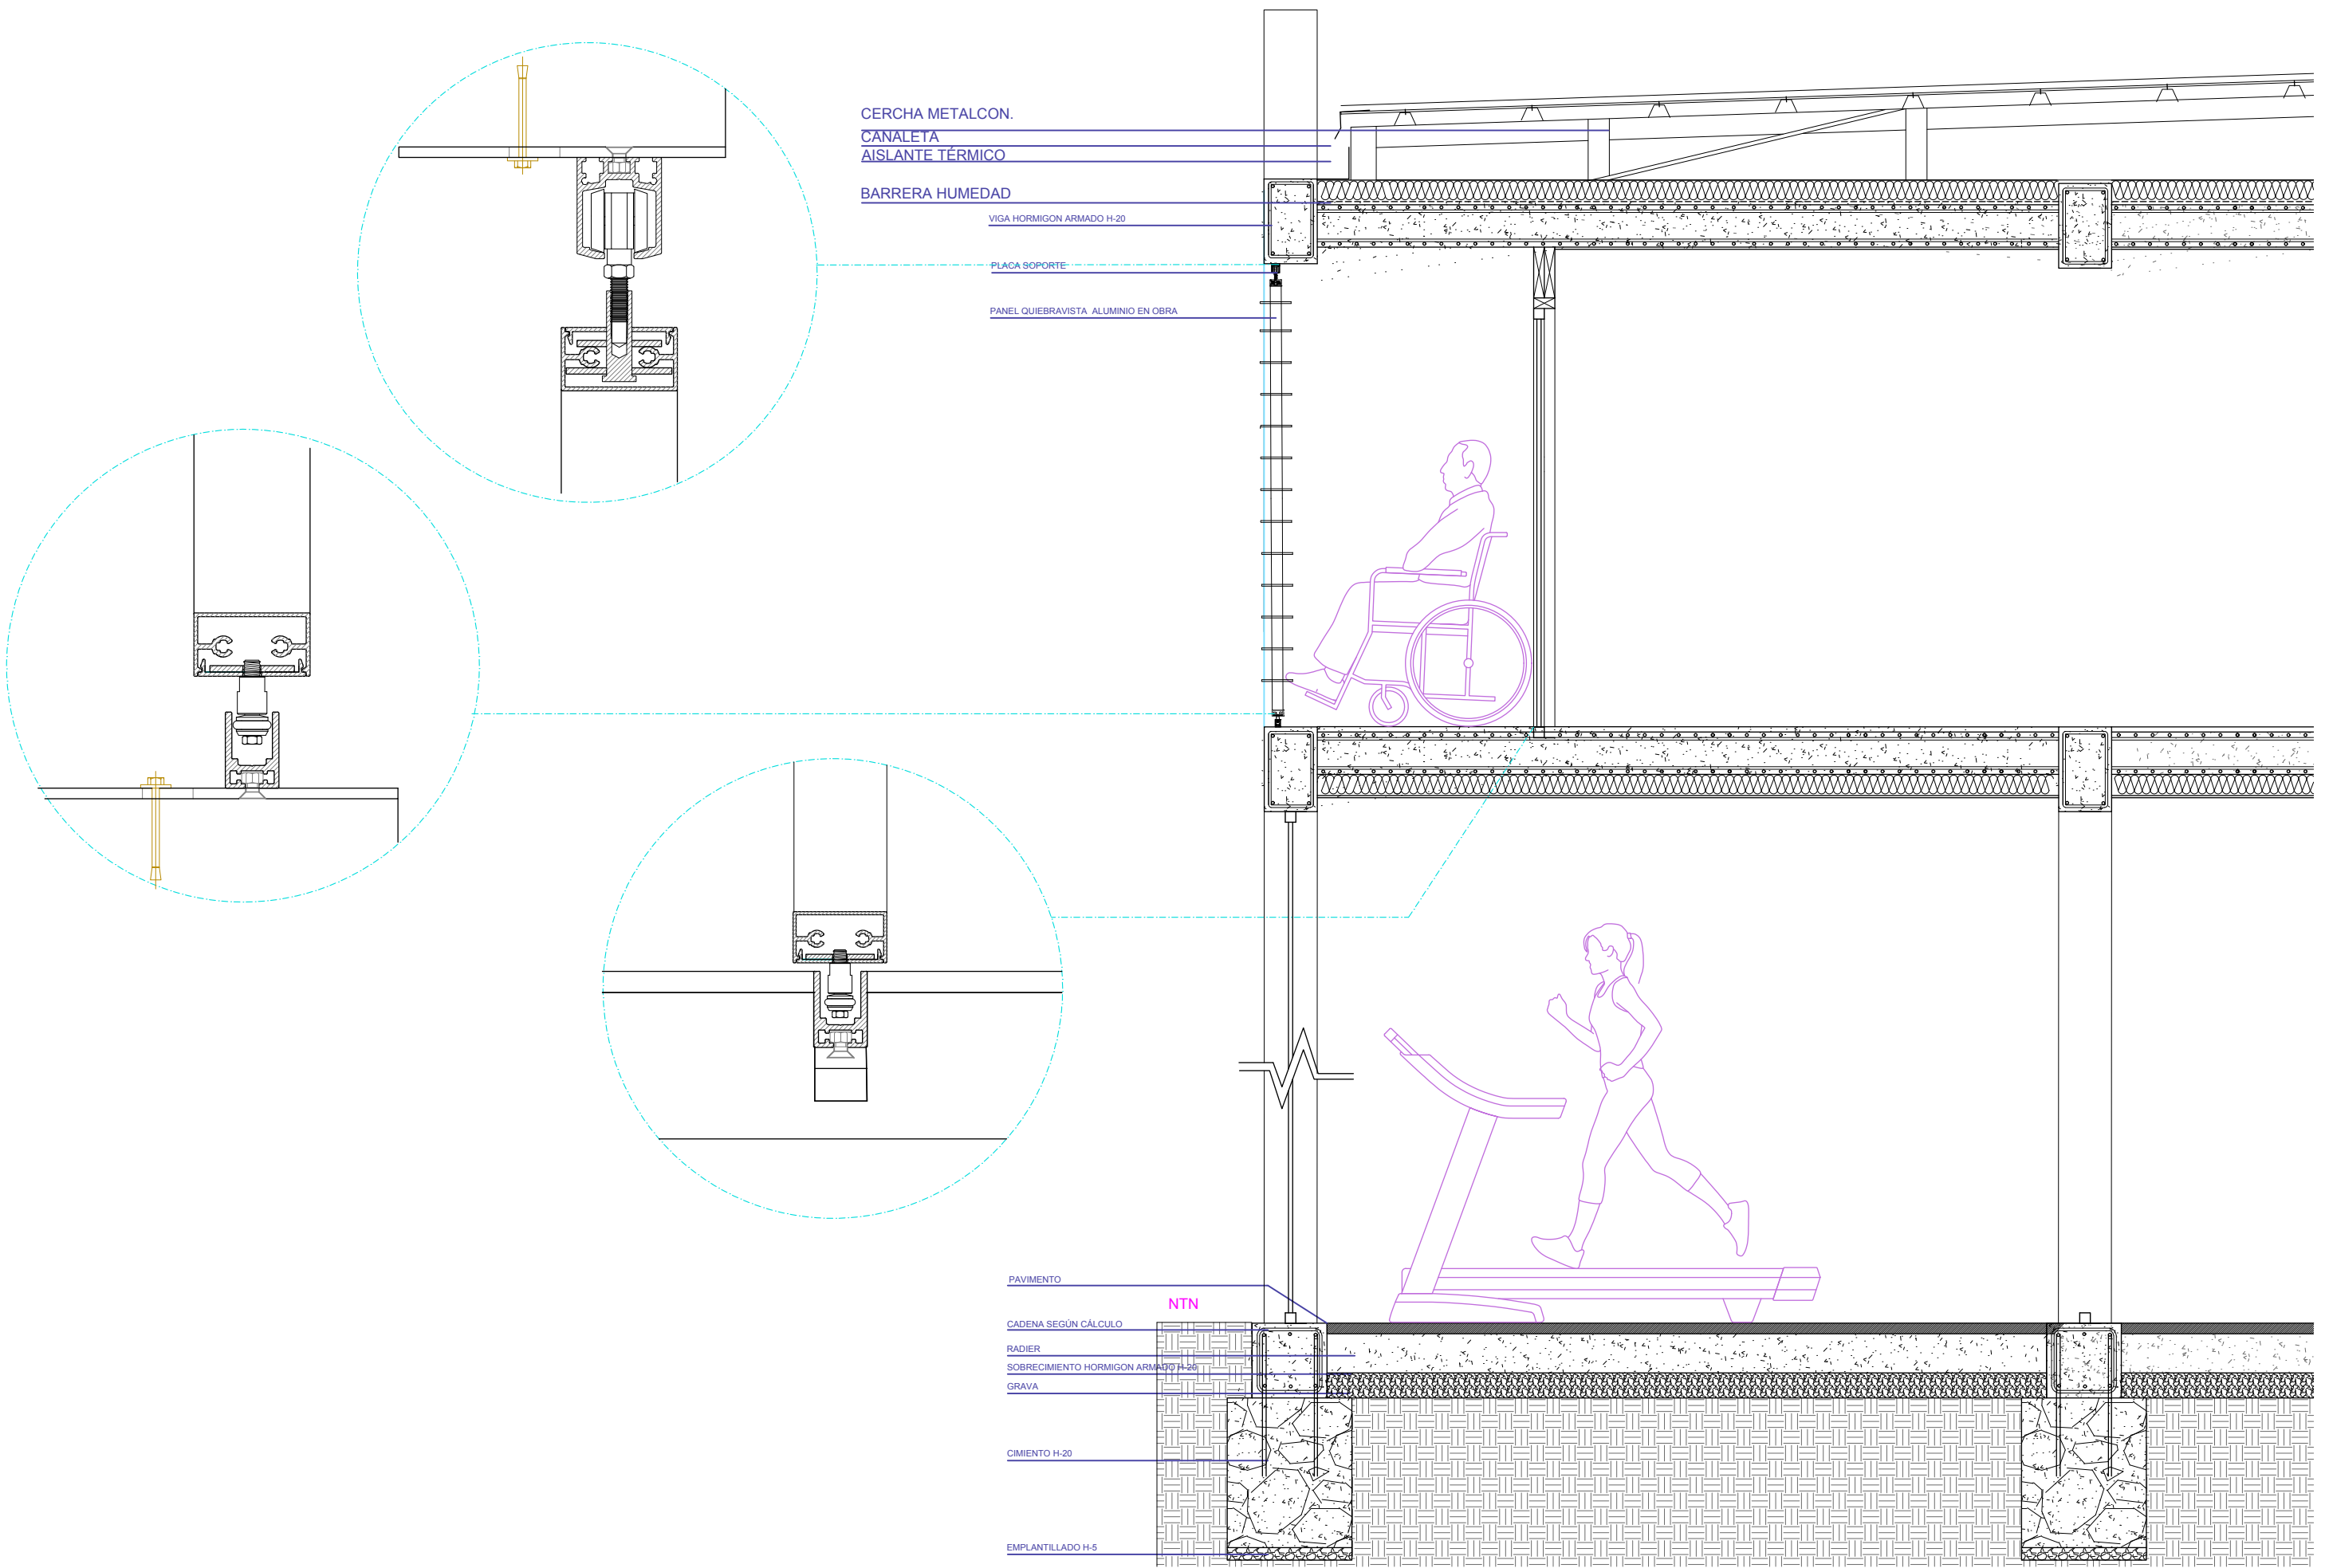 CERCHA METALCON.
CANALETA
AISLANTE TÉRMICO
BARRERA HUMEDAD
VIGA HORMIGON ARMADO H-20
PLACA SOPORTE
PANEL QUIEBRAVISTA ALUMINIO EN OBRA
PAVIMENTO
NTN
CADENA SEGÚN CÁLCULO
RADIER
SOBRECIMIENTO HORMIGON ARMADO H-20
GRAVA
CIMIENTO H-20
EMPLANTILLADO H-5